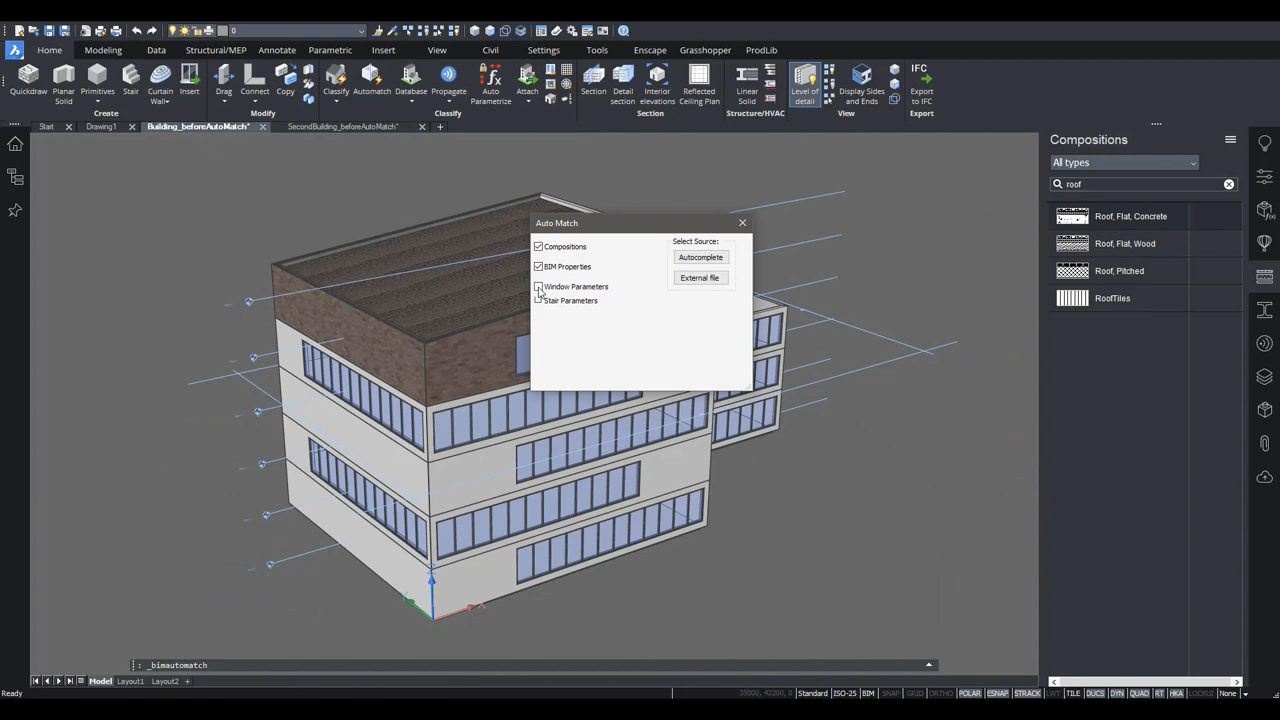 0
Home Modeling Data Structural/MEP Annotate Parametric Insert View Civil Settings Tools Enscape Grasshopper ProdLib
Quickdraw Planar Solid Primitives Stair Curtain Wall Insert Drag Connect Copy Classify Automatch Database Propagate Auto Parametrize Attach Section Detail section Interior elevations Reflected Ceiling Plan Linear Solid Level of detail Display Sides and Ends IFC Export to IFC
Create Modify Classify Section Structure/HVAC View Export
Start Drawing1 Building_beforeAutoMatch* SecondBuilding_beforeAutoMatch*
Compositions
All types
roof
Roof, Flat, Concrete
Roof, Flat, Wood
Roof, Pitched
RoofTiles
Auto Match
Compositions
BIM Properties
Window Parameters
Stair Parameters
Select Source:
Autocomplete
External file
: _bimautomatch
Model Layout1 Layout2
Ready 35000, 42200, 0 Standard ISO-25 BIM SNAP GRID ORTHO POLAR ESNAP STRACK LWT TILE DUCS DYN QUAD RT HKA LOCKUI None